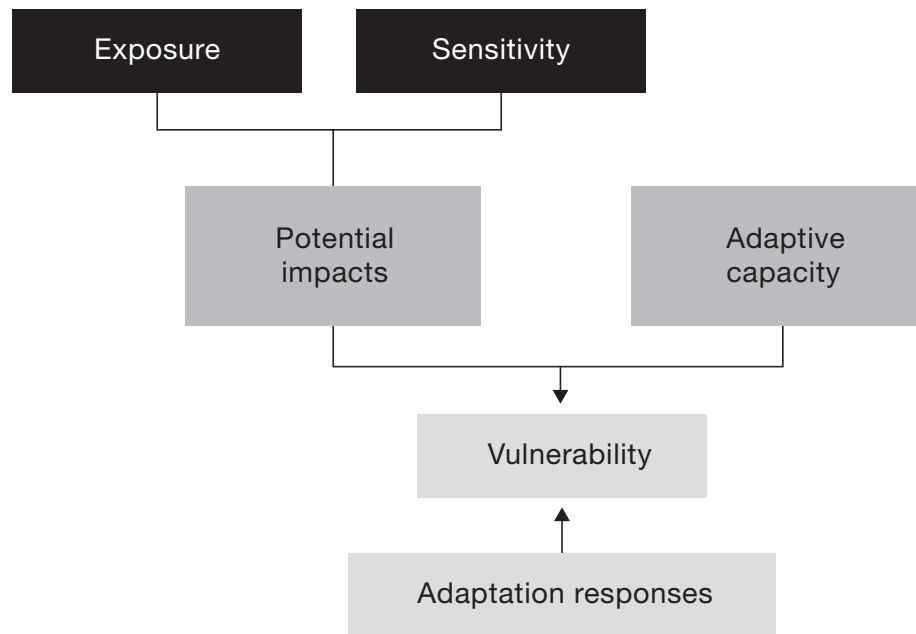 Exposure
Sensitivity
Potential
impacts
Adaptive
capacity
Vulnerability
Adaptation responses